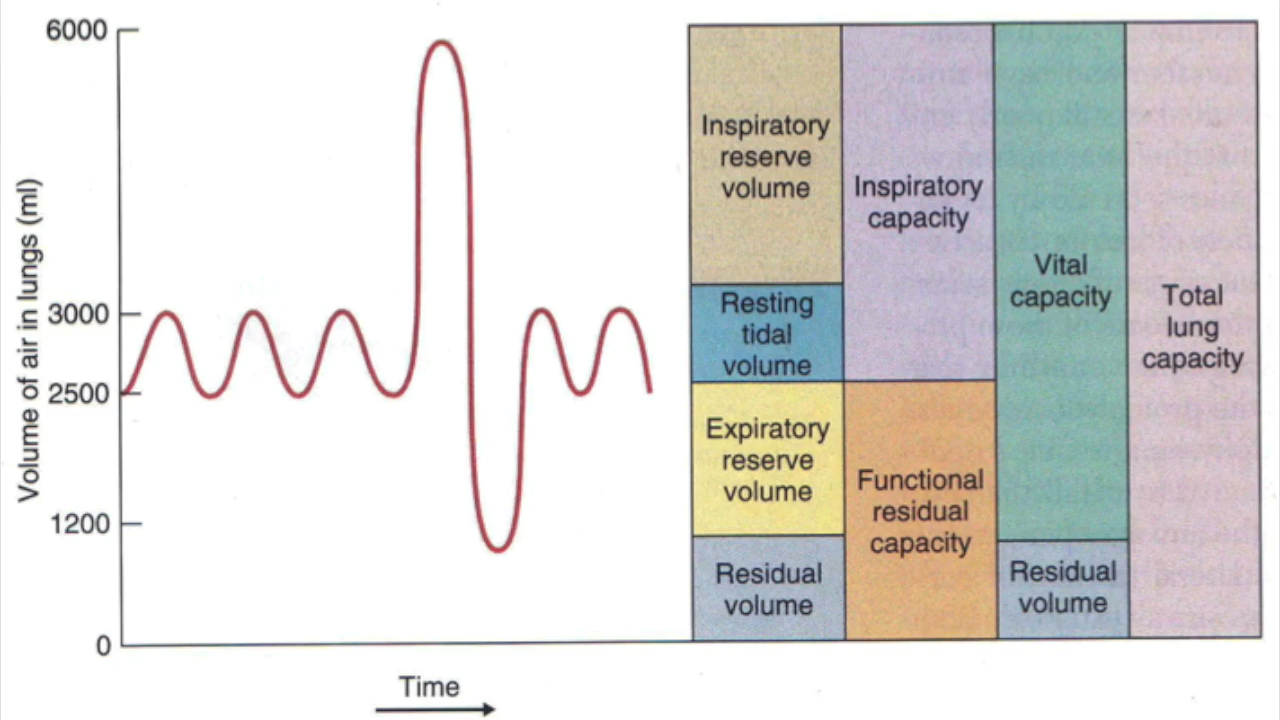 6000
3000
2500
1200
0
Volume of air in lungs (ml)
Time
Inspiratory
reserve
volume
Resting
tidal
volume
Expiratory
reserve
volume
Residual
volume
Inspiratory
capacity
Functional
residual
capacity
Vital
capacity
Residual
volume
Total
lung
capacity